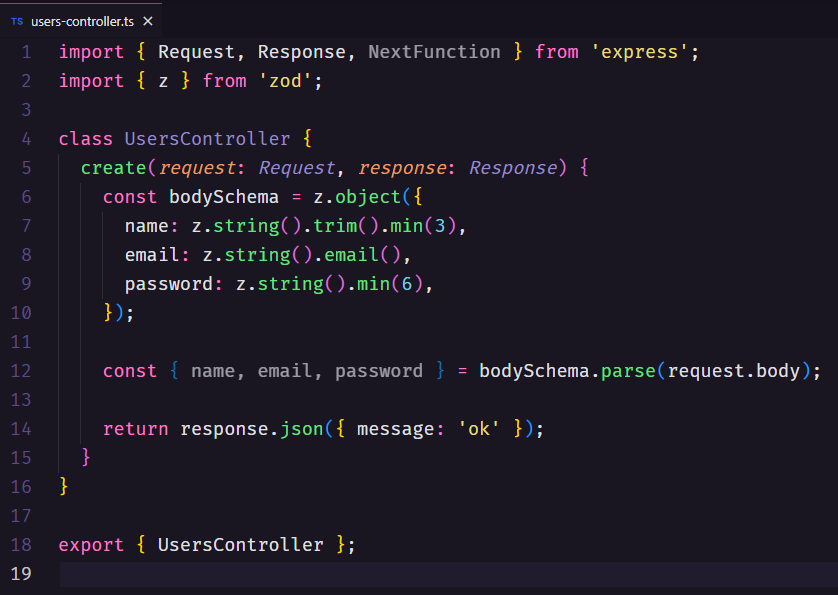 TS users-controller.ts ×
1 import { Request, Response, NextFunction } from 'express';
2 import { z } from 'zod';
3
4 class UsersController {
5   create(request: Request, response: Response) {
6     const bodySchema = z.object({
7       name: z.string().trim().min(3),
8       email: z.string().email(),
9       password: z.string().min(6),
10     });
11
12     const { name, email, password } = bodySchema.parse(request.body);
13
14     return response.json({ message: 'ok' });
15   }
16 }
17
18 export { UsersController };
19